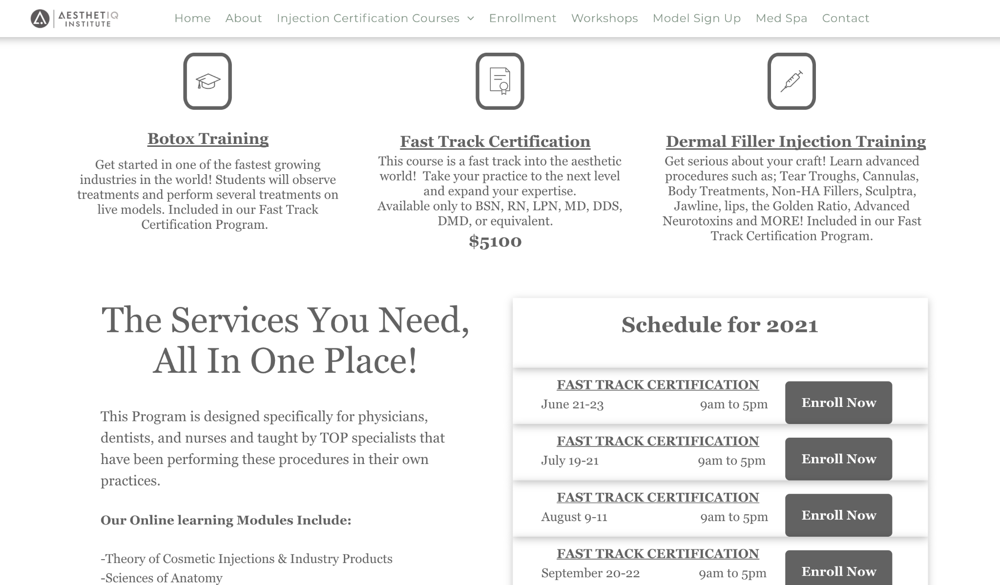 AESTHETIQ
INSTITUTE
Home About Injection Certification Courses Enrollment Workshops Model Sign Up Med Spa Contact
Botox Training
Get started in one of the fastest growing
industries in the world! Students will observe
treatments and perform several treatments on
live models. Included in our Fast Track
Certification Program.
Fast Track Certification
This course is a fast track into the aesthetic
world!  Take your practice to the next level
and expand your expertise.
Available only to BSN, RN, LPN, MD, DDS,
DMD, or equivalent.
$5100
Dermal Filler Injection Training
Get serious about your craft! Learn advanced
procedures such as; Tear Troughs, Cannulas,
Body Treatments, Non-HA Fillers, Sculptra,
Jawline, lips, the Golden Ratio, Advanced
Neurotoxins and MORE! Included in our Fast
Track Certification Program.
The Services You Need,
All In One Place!
This Program is designed specifically for physicians,
dentists, and nurses and taught by TOP specialists that
have been performing these procedures in their own
practices.
Our Online learning Modules Include:
-Theory of Cosmetic Injections & Industry Products
-Sciences of Anatomy
Schedule for 2021
FAST TRACK CERTIFICATION
June 21-23 9am to 5pm
Enroll Now
FAST TRACK CERTIFICATION
July 19-21 9am to 5pm
Enroll Now
FAST TRACK CERTIFICATION
August 9-11 9am to 5pm
Enroll Now
FAST TRACK CERTIFICATION
September 20-22 9am to 5pm
Enroll Now